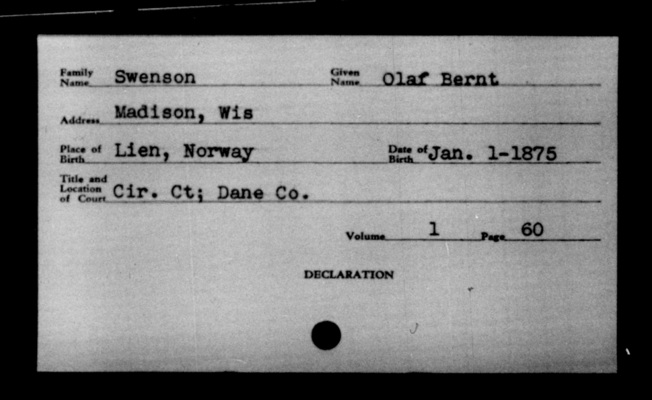 Family Name Swenson Given Name Olaf Bernt
Address Madison, Wis
Place of Birth Lien, Norway Date of Birth Jan. 1-1875
Title and Location of Court Cir. Ct; Dane Co.
Volume 1 Page 60
DECLARATION